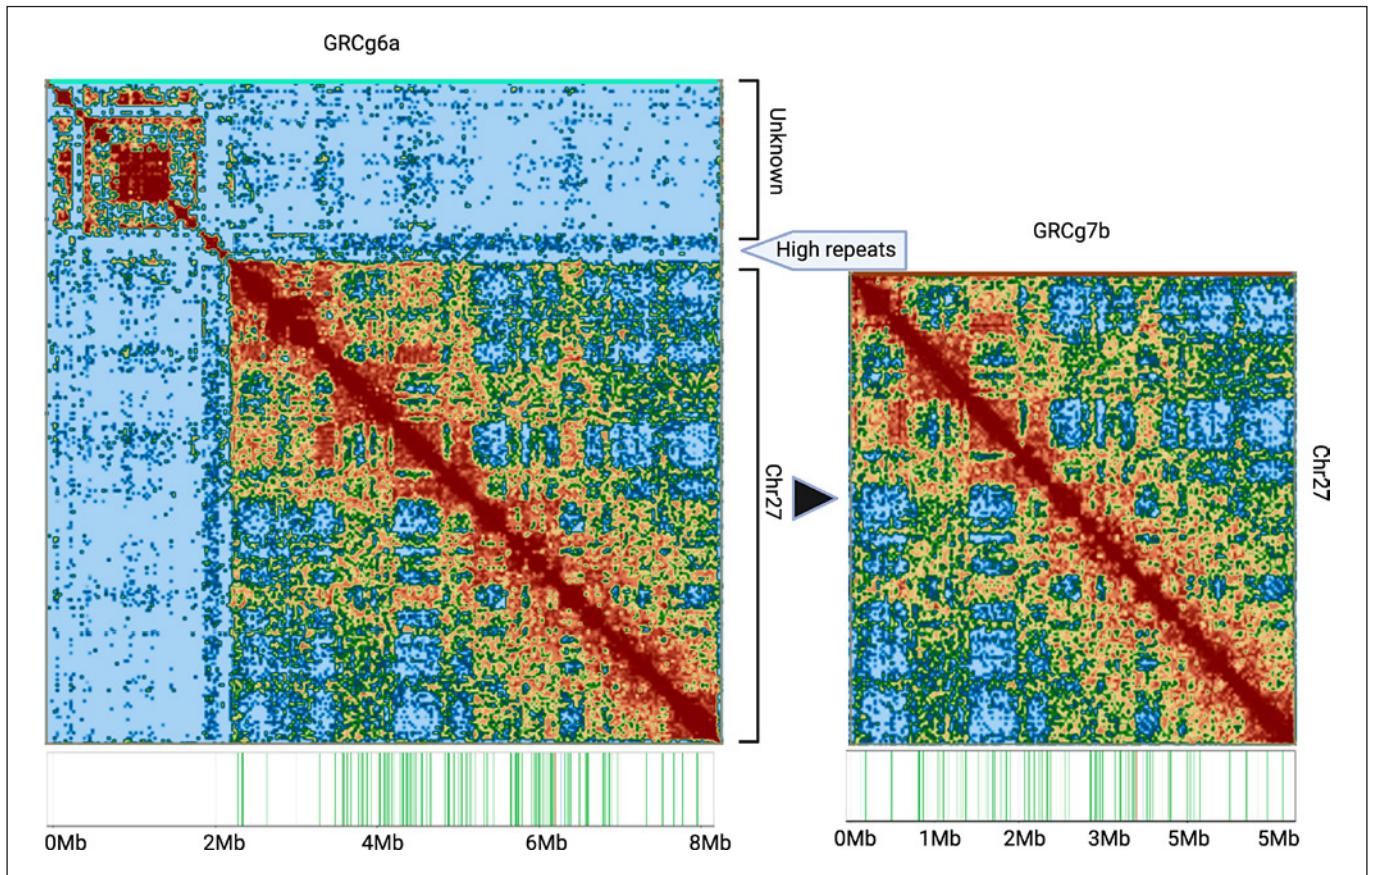 GRCg6a
Unknown
High repeats
GRCg7b
Chr27
Chr27
0Mb 2Mb 4Mb 6Mb 8Mb
0Mb 1Mb 2Mb 3Mb 5Mb 5Mb